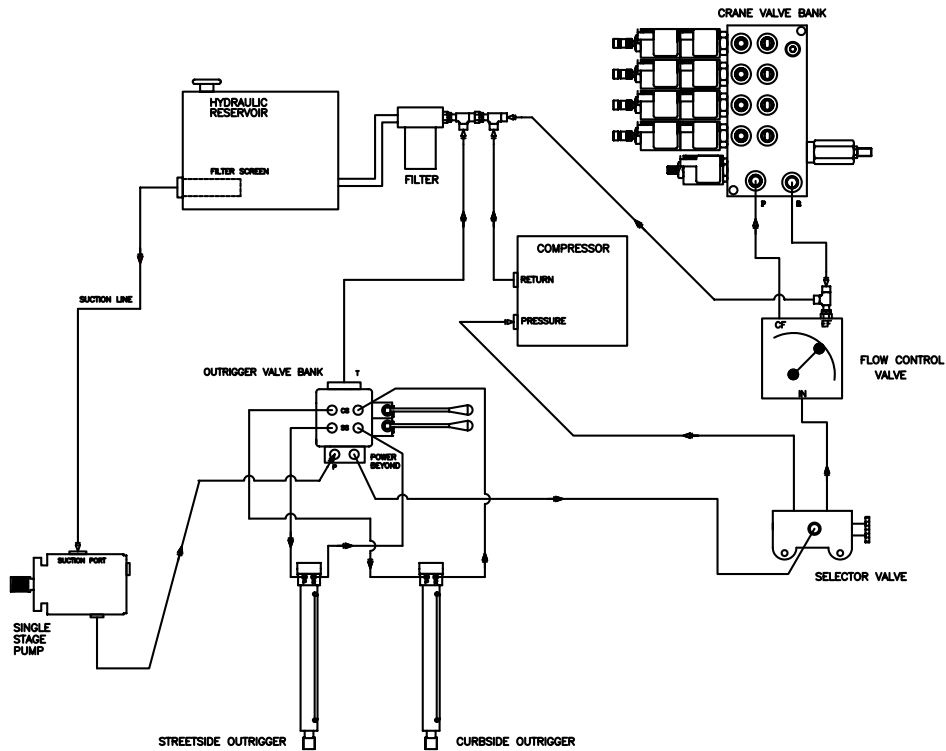 CRANE VALVE BANK
HYDRAULIC
RESERVOIR
FILTER SCREEN
FILTER
P
R
COMPRESSOR
RETURN
PRESSURE
SUCTION LINE
CF
EF
IN
FLOW CONTROL
VALVE
OUTRIGGER VALVE BANK
T
CS
SS
P
POWER
BEYOND
SUCTION PORT
SELECTOR VALVE
SINGLE
STAGE
PUMP
STREETSIDE OUTRIGGER
CURBSIDE OUTRIGGER